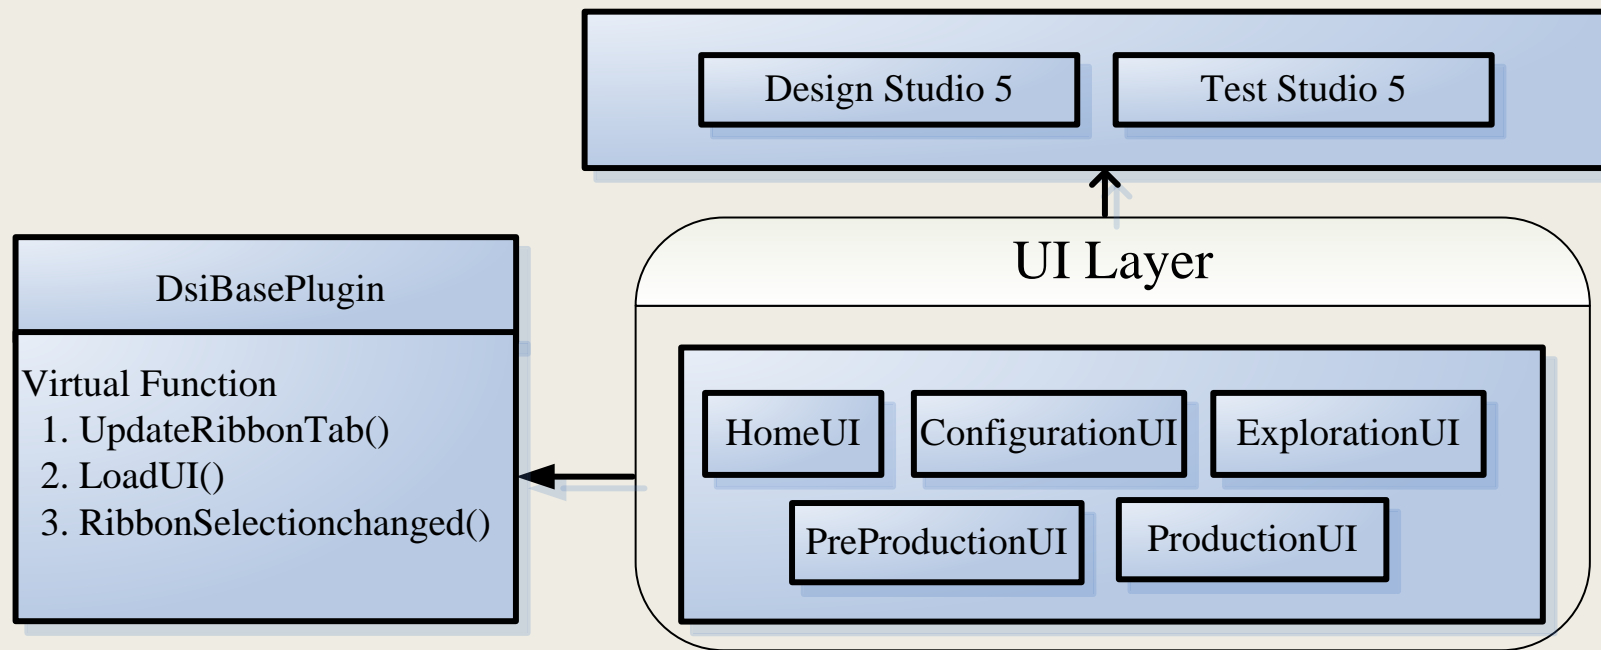 Design Studio 5
Test Studio 5
UI Layer
DsiBasePlugin
Virtual Function
1. UpdateRibbonTab()
2. LoadUI()
3. RibbonSelectionchanged()
HomeUI
ConfigurationUI
ExplorationUI
PreProductionUI
ProductionUI